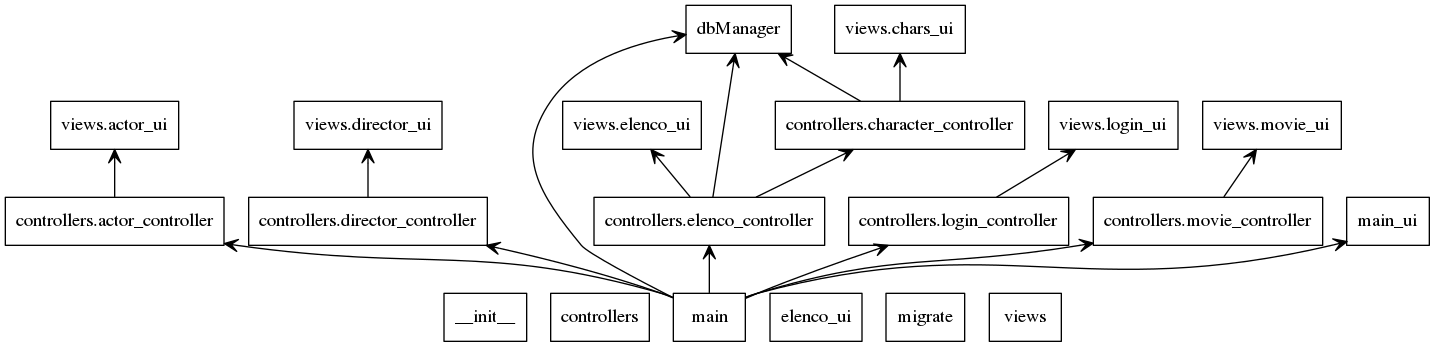 dbManager
views.chars_ui
views.actor_ui
views.director_ui
views.elenco_ui
controllers.character_controller
views.login_ui
views.movie_ui
controllers.actor_controller
controllers.director_controller
controllers.elenco_controller
controllers.login_controller
controllers.movie_controller
main_ui
__init__
controllers
main
elenco_ui
migrate
views